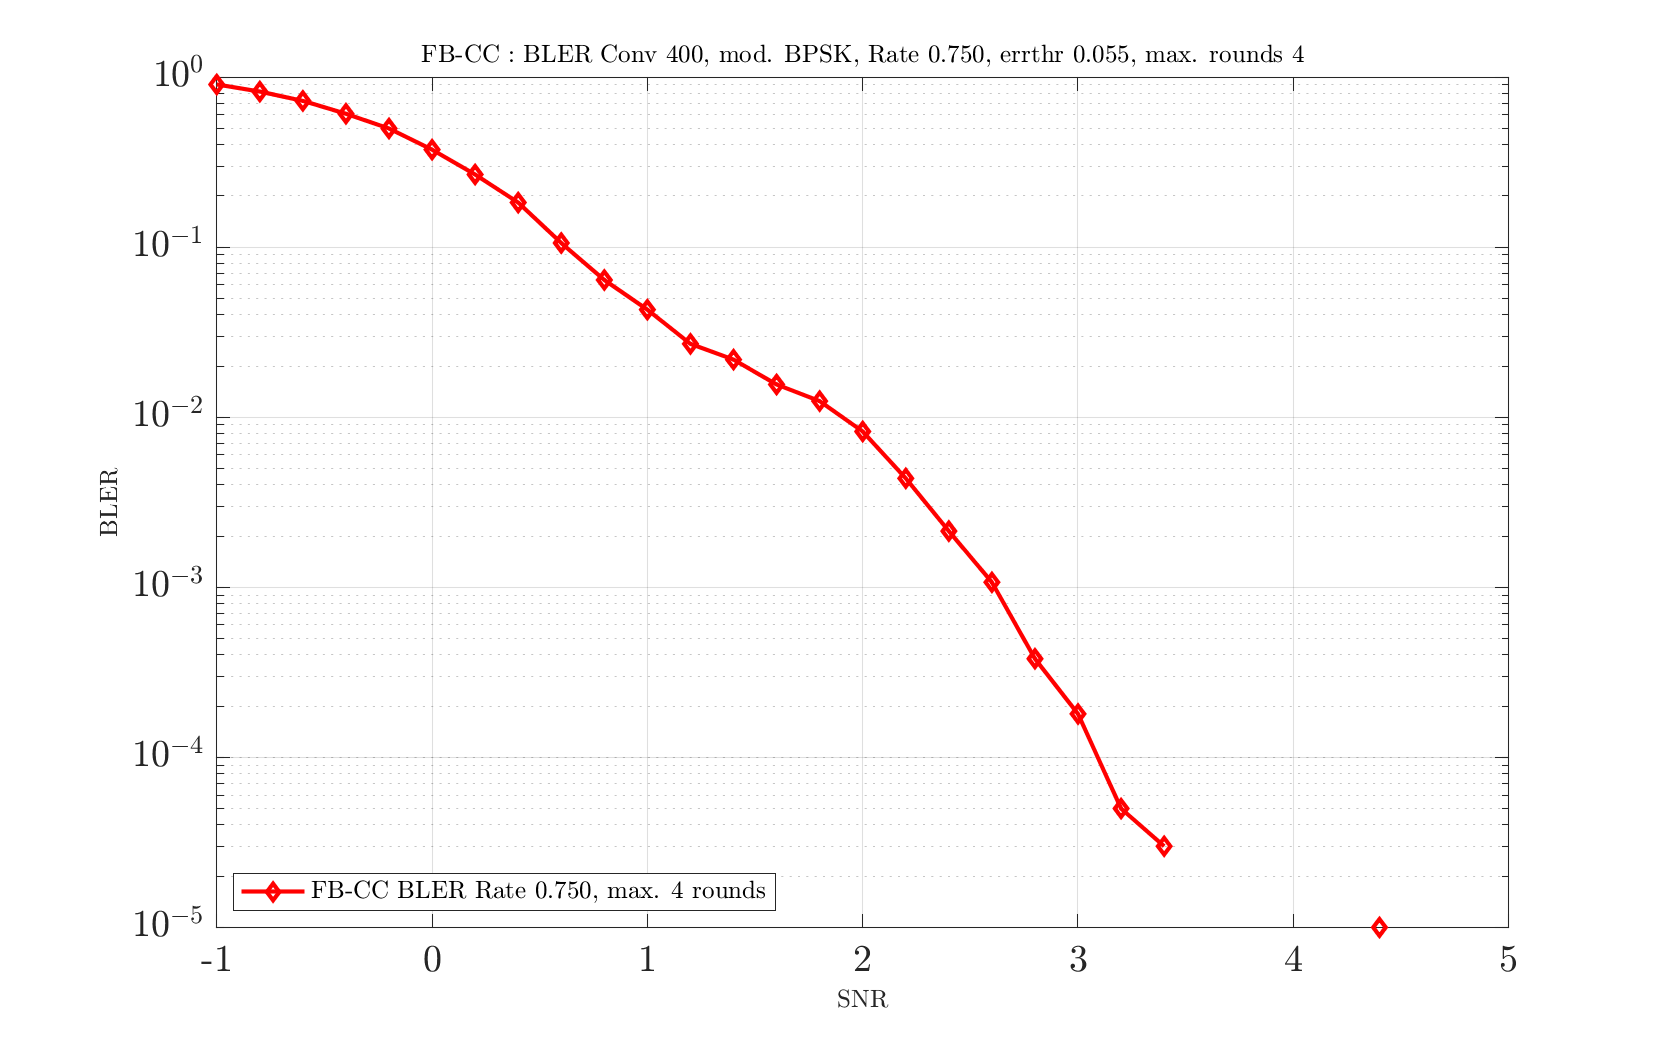 FB-CC : BLER Conv 400, mod. BPSK, Rate 0.750, errthr 0.055, max. rounds 4
10^0
10^{-1}
10^{-2}
10^{-3}
10^{-4}
10^{-5}
BLER
FB-CC BLER Rate 0.750, max. 4 rounds
-1 0 1 2 3 4 5
SNR